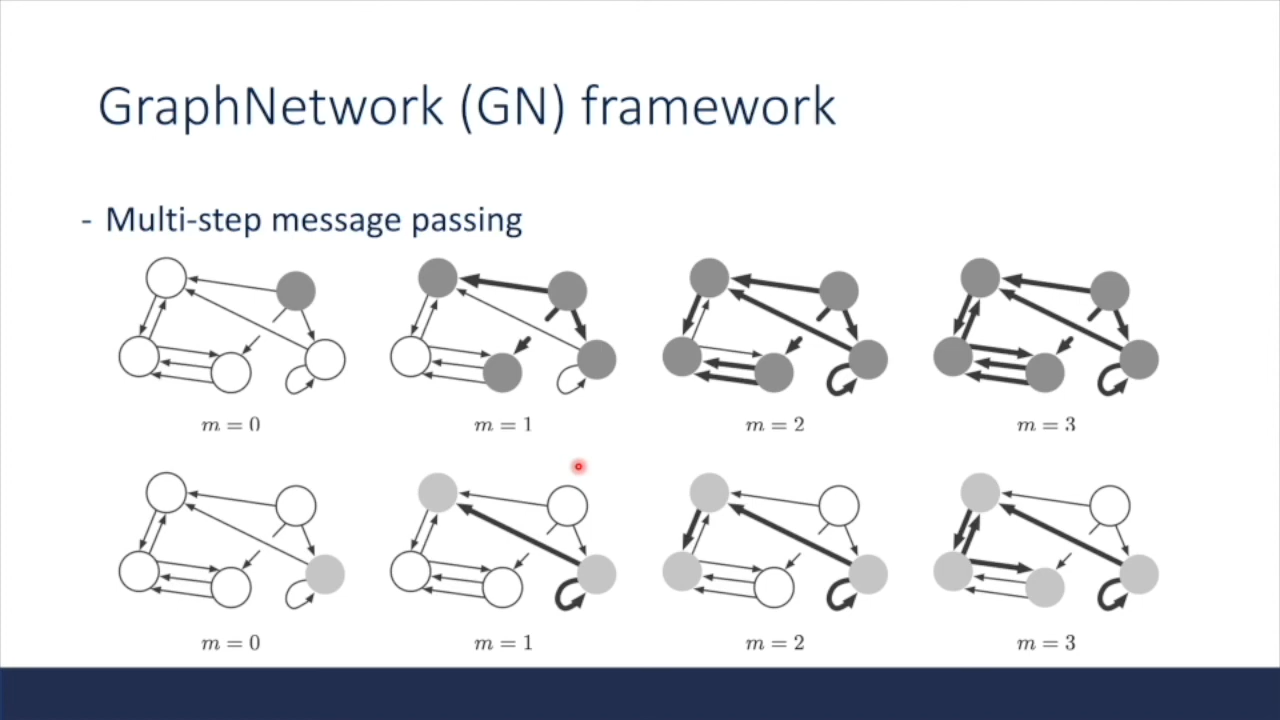 GraphNetwork (GN) framework
- Multi-step message passing
m = 0
m = 1
m = 2
m = 3
m = 0
m = 1
m = 2
m = 3